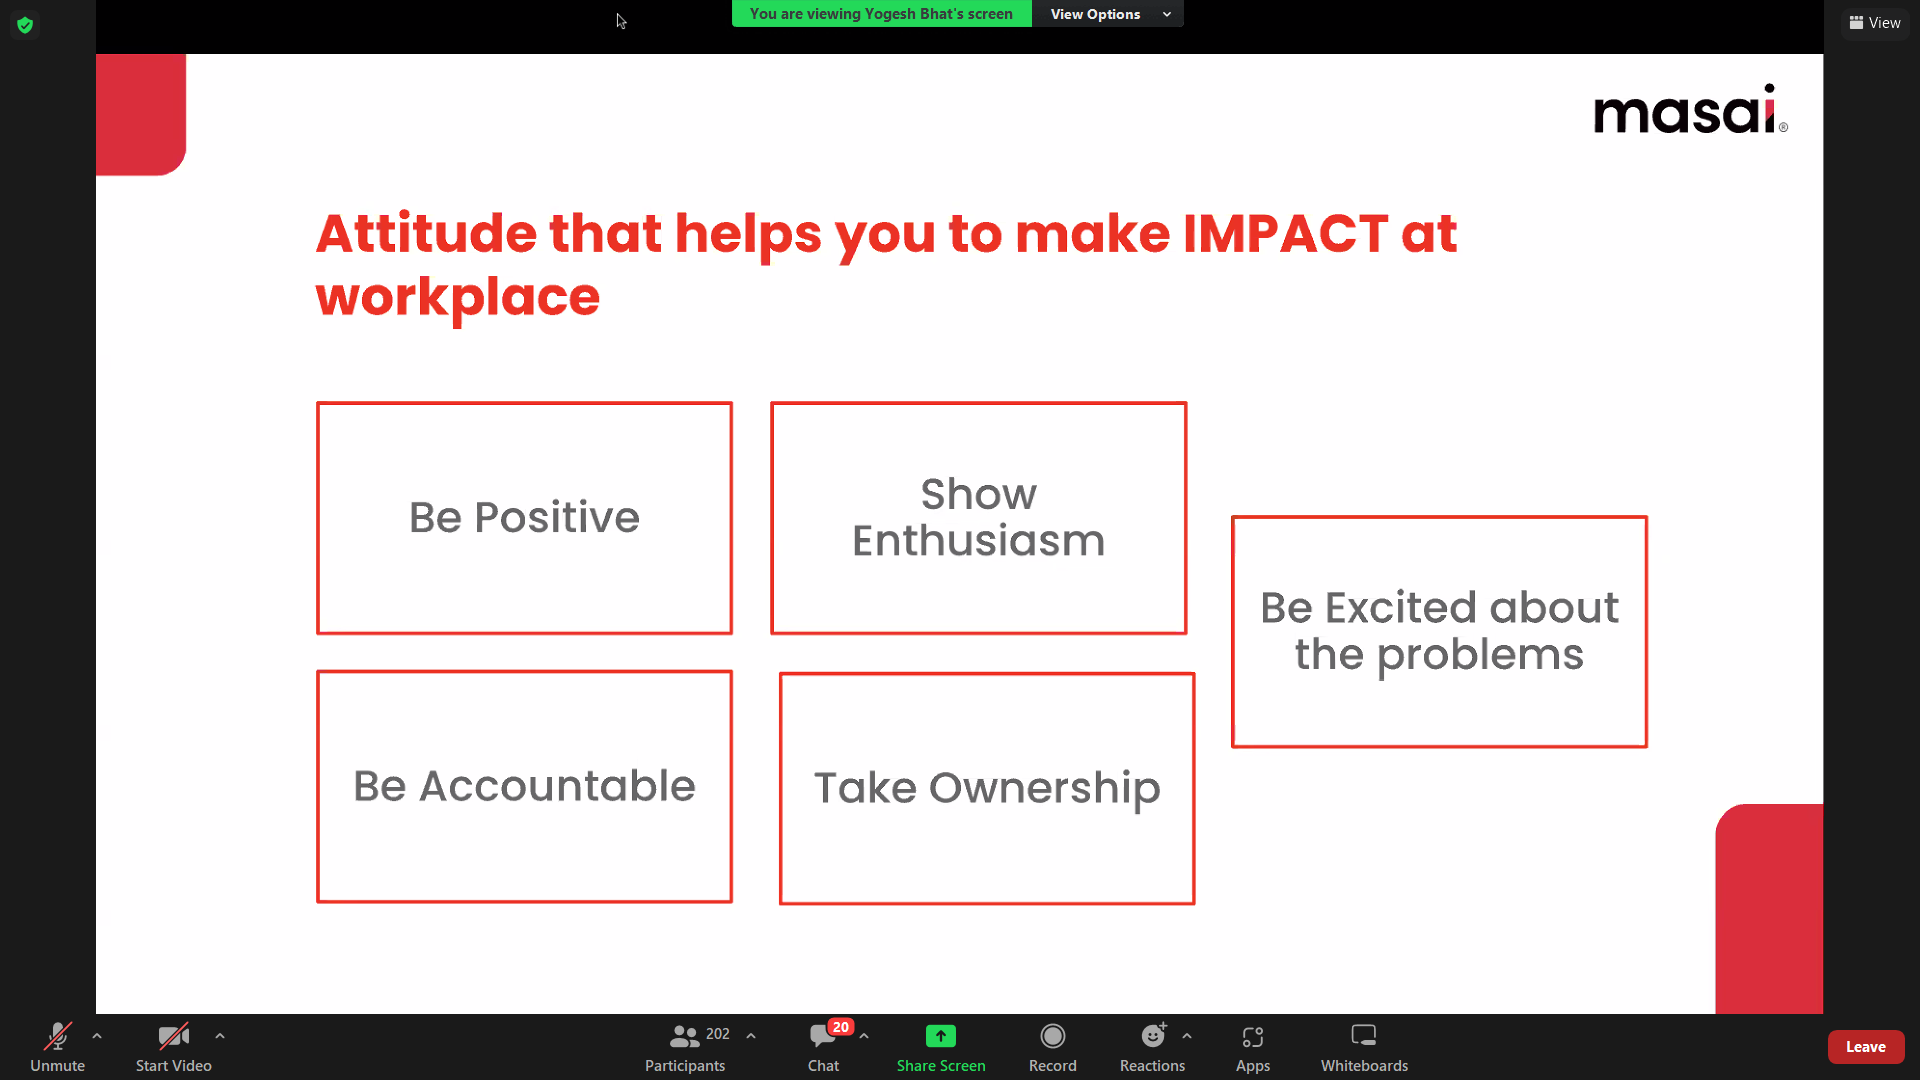 You are viewing Yogesh Bhat's screen
View Options
View
masai
®
Attitude that helps you to make IMPACT at
workplace
Be Positive
Show
Enthusiasm
Be Excited about
the problems
Be Accountable
Take Ownership
Unmute
Start Video
202
Participants
20
Chat
Share Screen
Record
Reactions
Apps
Whiteboards
Leave